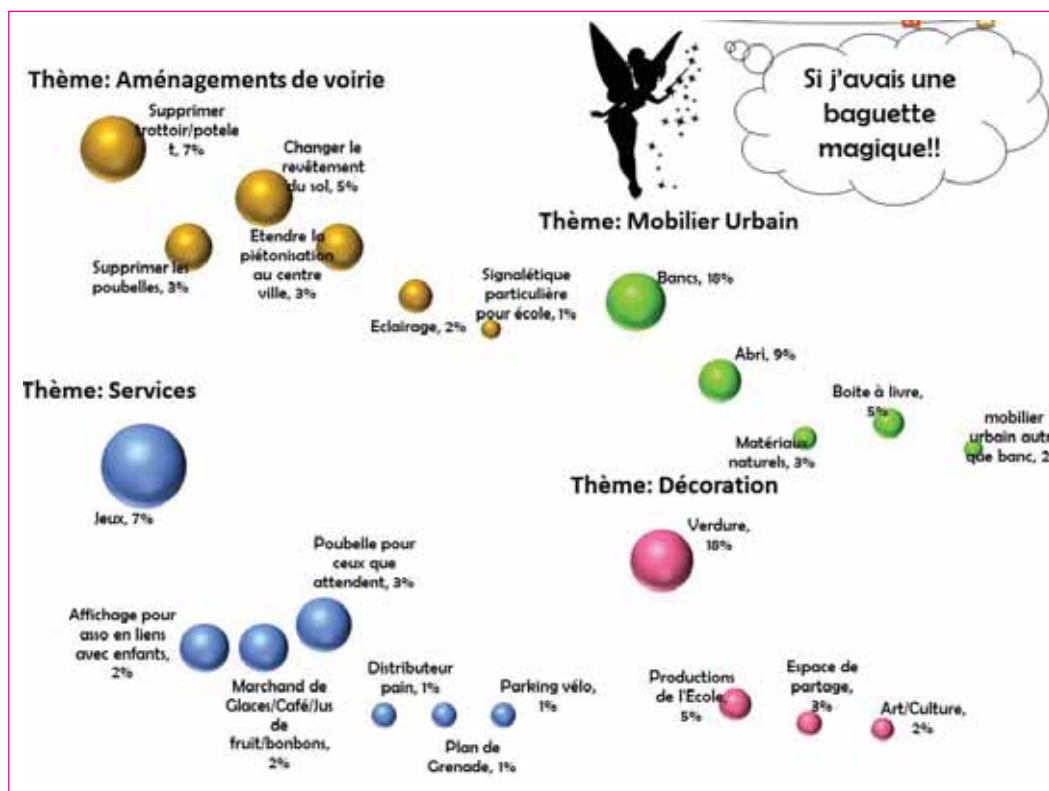 Si j'avais une
baguette
magique!!
Thème: Aménagements de voirie
Supprimer
trottoir/potele
t, 7%
Changer le
revêtement
du sol, 5%
Supprimer les
poubelles, 3%
Etendre la
piétonisation
au centre
ville, 3%
Eclairage, 2%
Signalétique
particulière
pour école, 1%
Thème: Mobilier Urbain
Bancs, 18%
Abri, 9%
Matériaux
naturels, 3%
Boite à livre,
5%
mobilier
urbain autr
que banc, 2
Thème: Services
Jeux, 7%
Affichage pour
asso en liens
avec enfants,
2%
Marchand de
Glaces/Café/Jus
de
fruit/bonbons,
2%
Poubelle pour
ceux que
attendent, 3%
Distributeur
pain, 1%
Plan de
Grenade, 1%
Parking vélo,
1%
Thème: Décoration
Verdure,
18%
Productions
de l'Ecole,
5%
Espace de
partage,
3%
Art/Culture,
2%